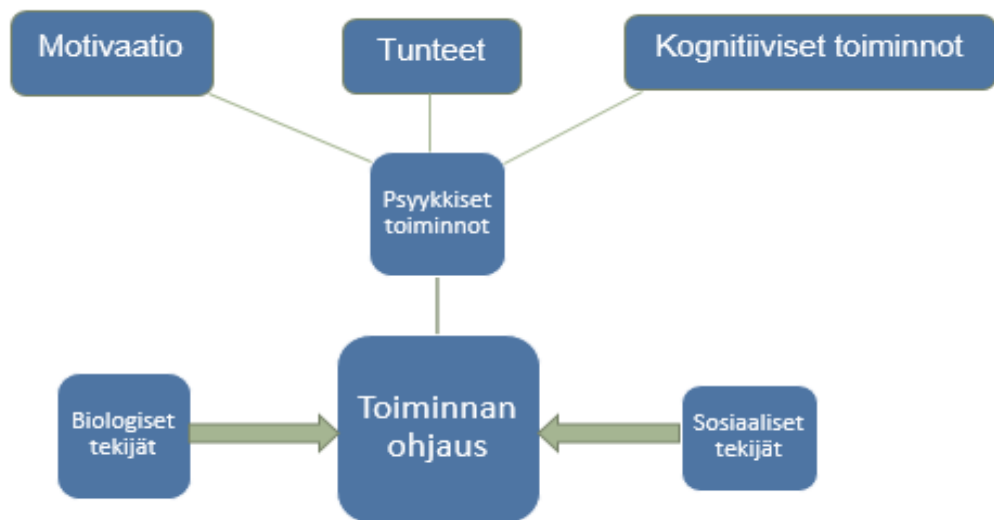 Motivaatio
Tunteet
Kognitiiviset toiminnot
Psyykkiset
toiminnot
Biologiset
tekijät
Toiminnan
ohjaus
Sosiaaliset
tekijät